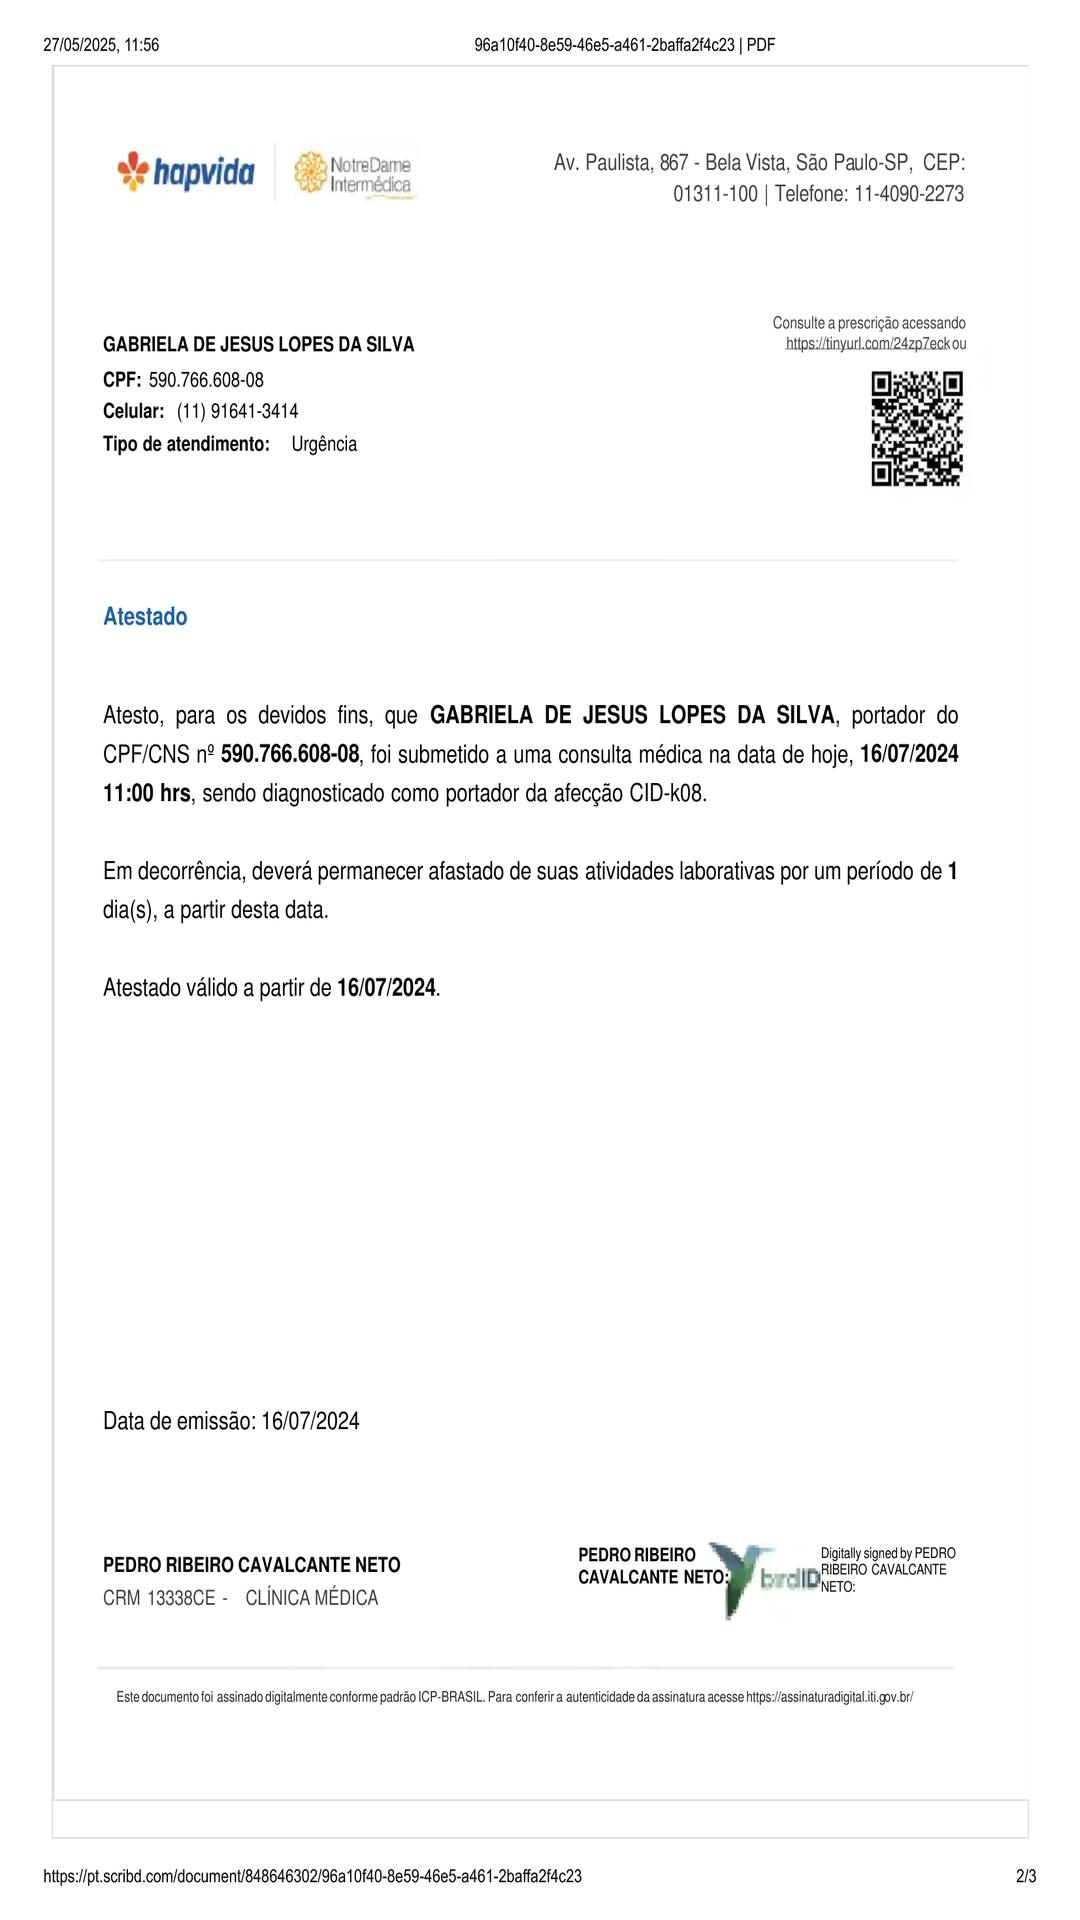 27/05/2025, 11:56
96a10f40-8e59-46e5-a461-2baffa2f4c23 | PDF
hapvida
NotreDame
Intermédica
Av. Paulista, 867 - Bela Vista, São Paulo-SP, CEP:
01311-100 | Telefone: 11-4090-2273
Consulte a prescrição acessando
https://tinyurl.com/24zp7eck ou
GABRIELA DE JESUS LOPES DA SILVA
CPF: 590.766.608-08
Celular: (11) 91641-3414
Tipo de atendimento: Urgência
Atestado
Atesto, para os devidos fins, que GABRIELA DE JESUS LOPES DA SILVA, portador do
CPF/CNS nº 590.766.608-08, foi submetido a uma consulta médica na data de hoje, 16/07/2024
11:00 hrs, sendo diagnosticado como portador da afecção CID-k08.
Em decorrência, deverá permanecer afastado de suas atividades laborativas por um período de 1
dia(s), a partir desta data.
Atestado válido a partir de 16/07/2024.
Data de emissão: 16/07/2024
PEDRO RIBEIRO CAVALCANTE NETO
CRM 13338CE - CLÍNICA MÉDICA
PEDRO RIBEIRO
CAVALCANTE NETO:
birdID
Digitally signed by PEDRO
RIBEIRO CAVALCANTE
NETO:
Este documento foi assinado digitalmente conforme padrão ICP-BRASIL. Para conferir a autenticidade da assinatura acesse https://assinaturadigital.iti.gov.br/
https://pt.scribd.com/document/848646302/96a10f40-8e59-46e5-a461-2baffa2f4c23
2/3